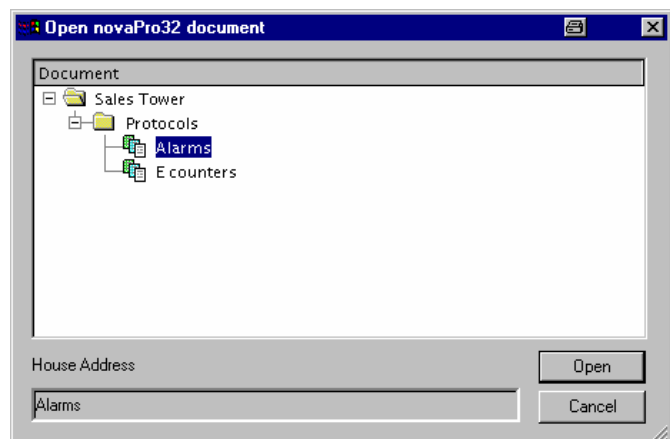 Open novaPro32 document
Document
Sales Tower
Protocols
Alarms
E counters
House Address
Open
Alarms
Cancel